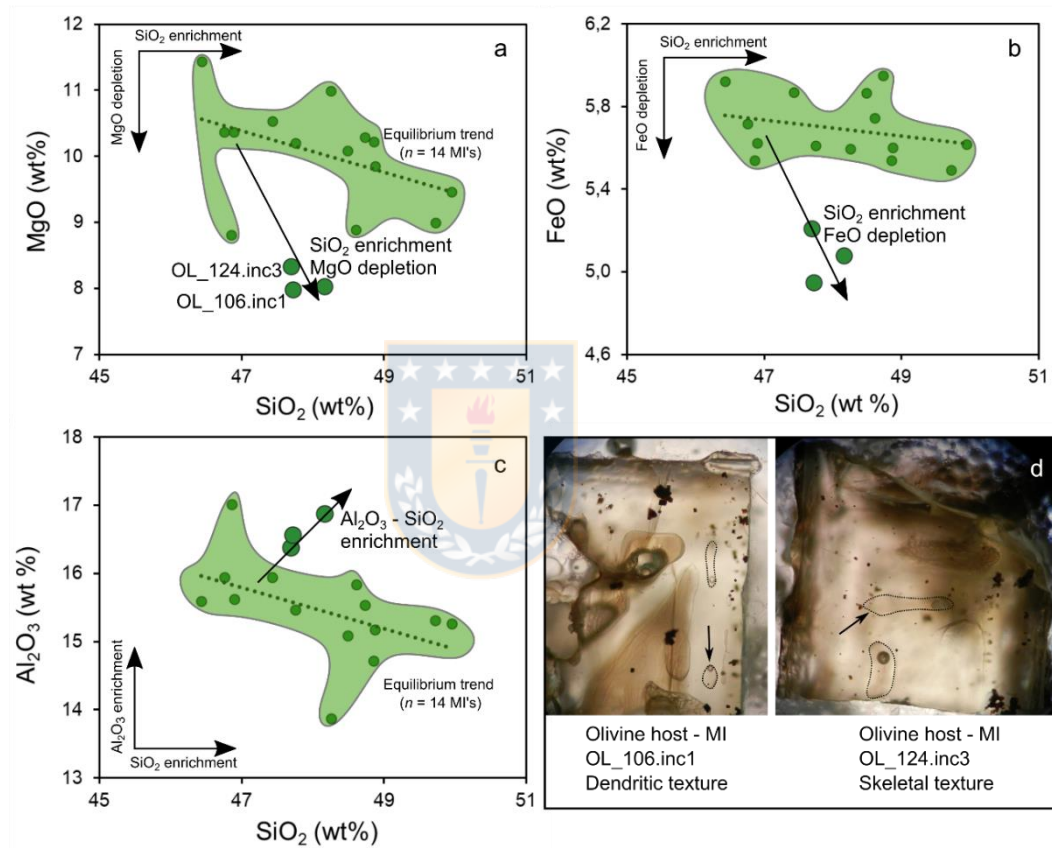 a
SiO₂ enrichment
MgO depletion
12
11
10
9
8
7
MgO (wt%)
Equilibrium trend
(n = 14 MI's)
SiO₂ enrichment
MgO depletion
OL_124.inc3
OL_106.inc1
45
47
49
51
SiO₂ (wt%)
b
SiO₂ enrichment
FeO depletion
6,2
5,8
5,4
5,0
4,6
FeO (wt%)
SiO₂ enrichment
FeO depletion
45
47
49
51
SiO₂ (wt %)
c
18
17
16
15
14
13
Al₂O₃ (wt %)
Al₂O₃ - SiO₂
enrichment
Equilibrium trend
(n = 14 MI's)
Al₂O₃ enrichment
SiO₂ enrichment
45
47
49
51
SiO₂ (wt%)
d
Olivine host - MI
OL_106.inc1
Dendritic texture
Olivine host - MI
OL_124.inc3
Skeletal texture